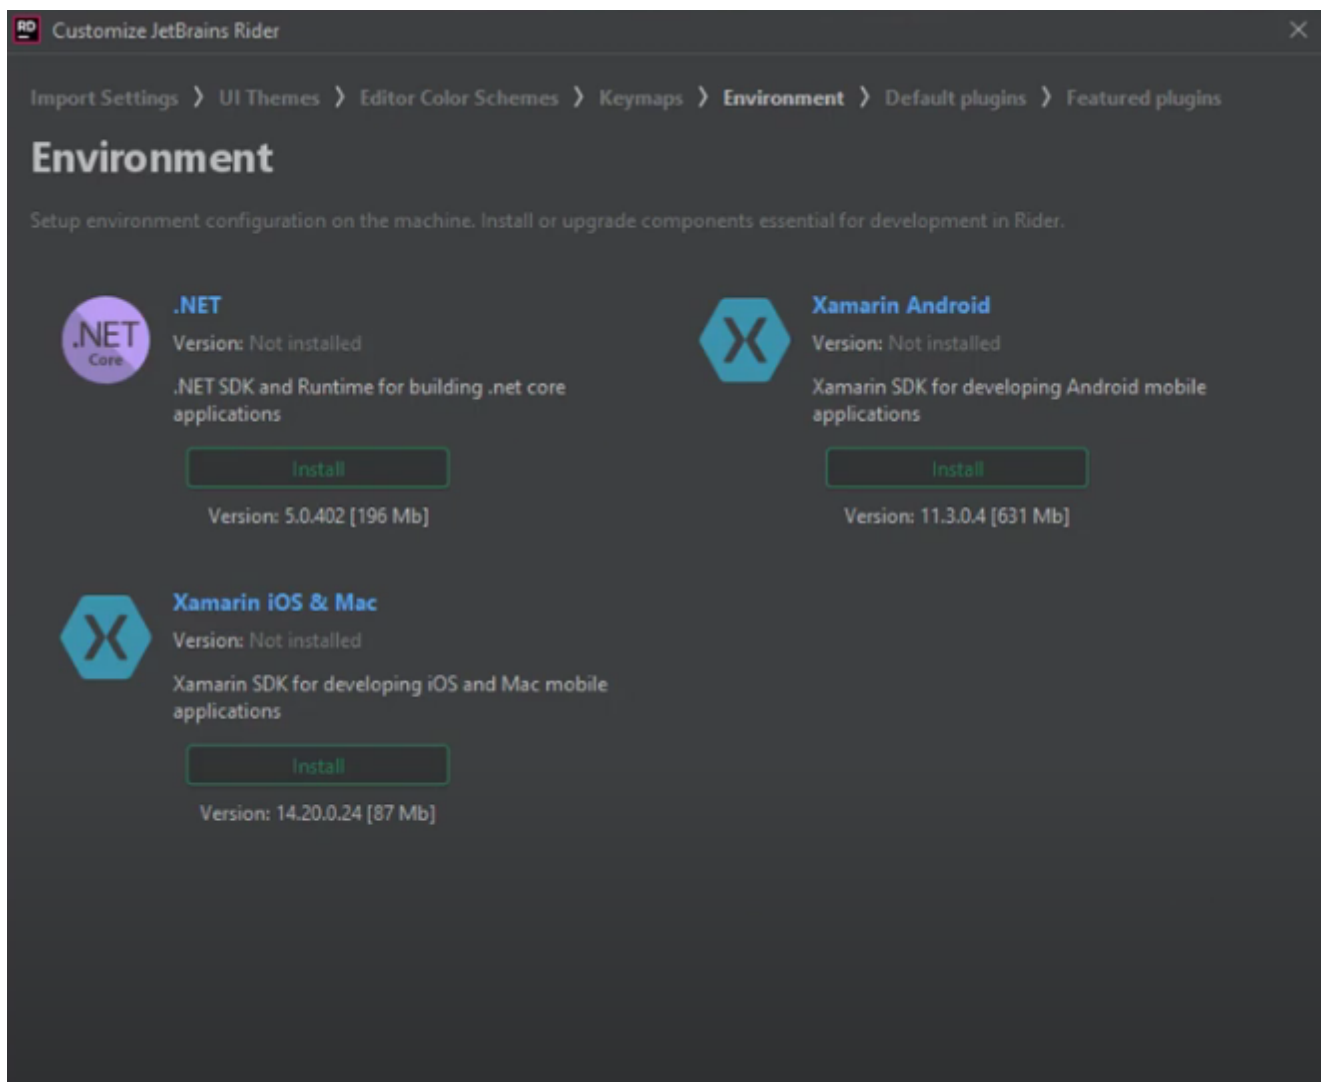 RD
Customize JetBrains Rider
Import Settings ❯ UI Themes ❯ Editor Color Schemes ❯ Keymaps ❯ Environment ❯ Default plugins ❯ Featured plugins
Environment
Setup environment configuration on the machine. Install or upgrade components essential for development in Rider.
.NET
Core
.NET
Version: Not installed
.NET SDK and Runtime for building .net core
applications
Install
Version: 5.0.402 [196 Mb]
Xamarin Android
Version: Not installed
Xamarin SDK for developing Android mobile
applications
Install
Version: 11.3.0.4 [631 Mb]
Xamarin iOS & Mac
Version: Not installed
Xamarin SDK for developing iOS and Mac mobile
applications
Install
Version: 14.20.0.24 [87 Mb]